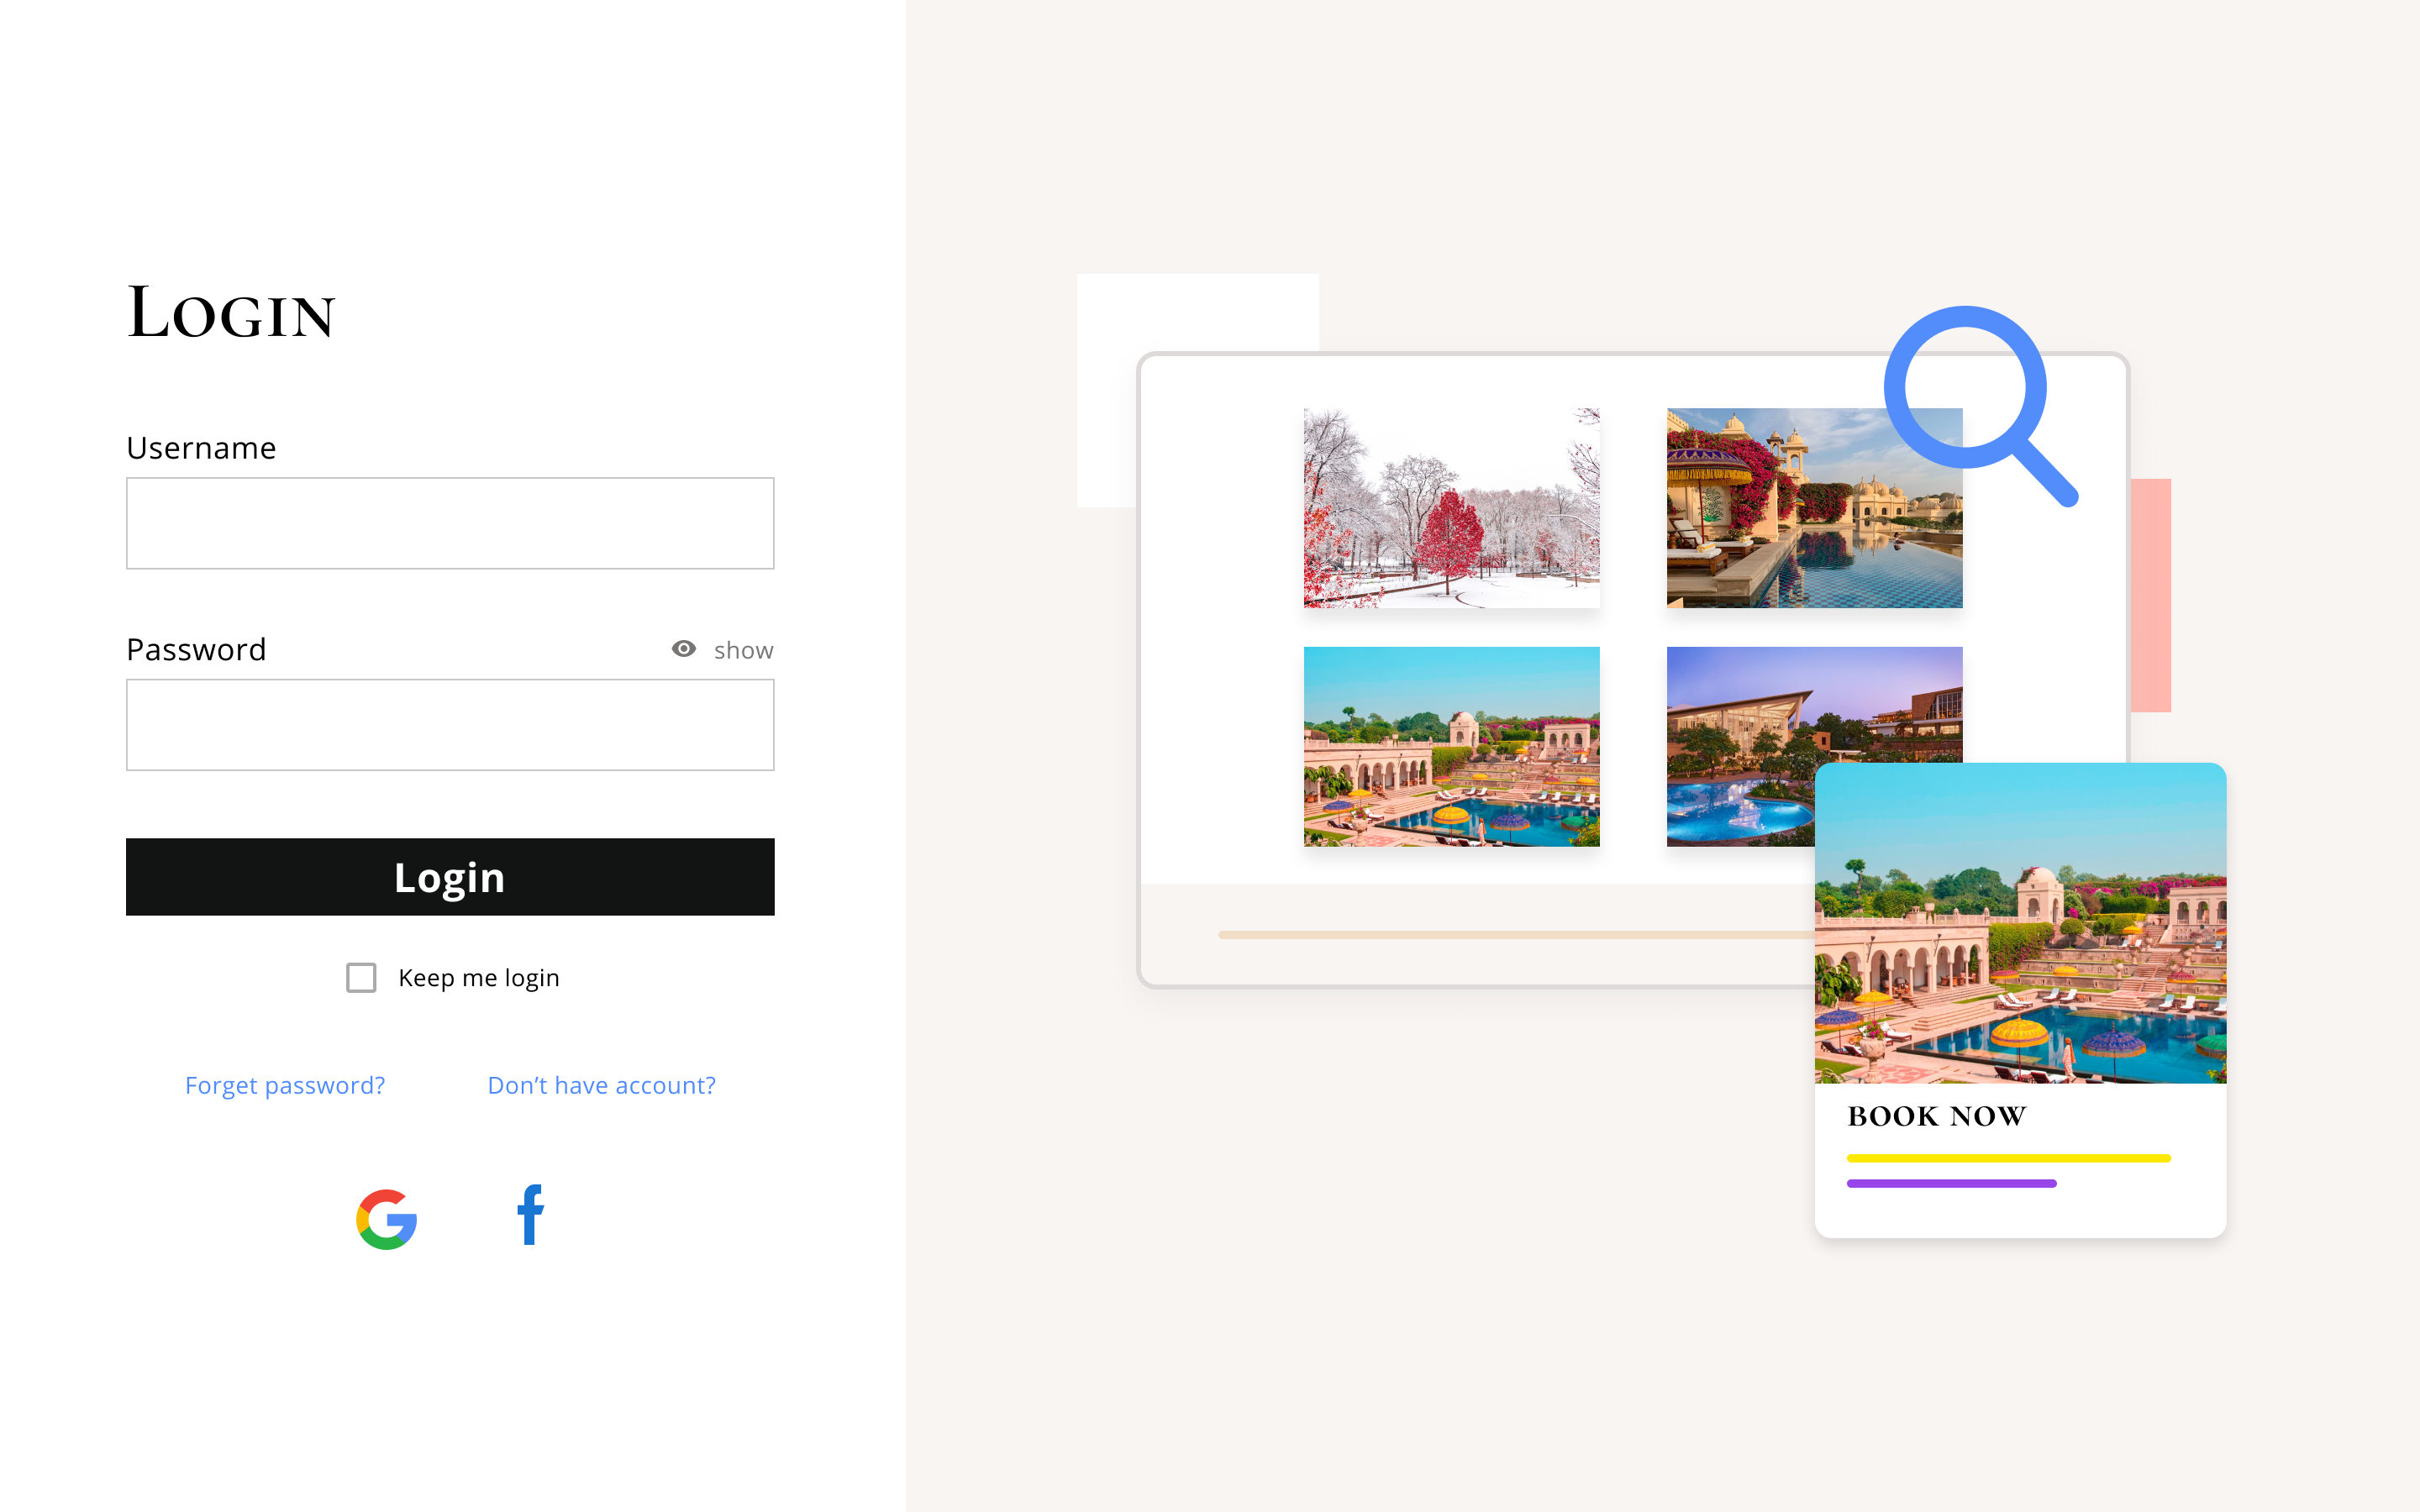 Login
Username
Password
show
Login
Keep me login
Forget password?
Don’t have account?
BOOK NOW